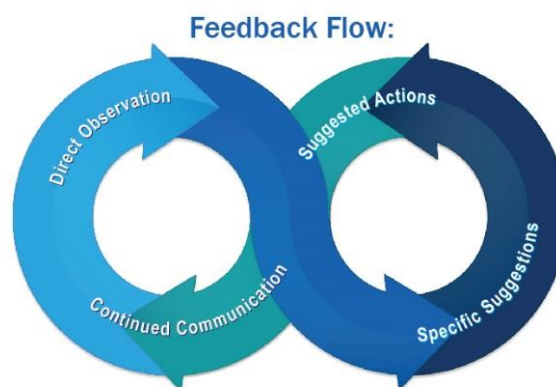 Feedback Flow:
Direct Observation
Suggested Actions
Continued Communication
Specific Suggestions